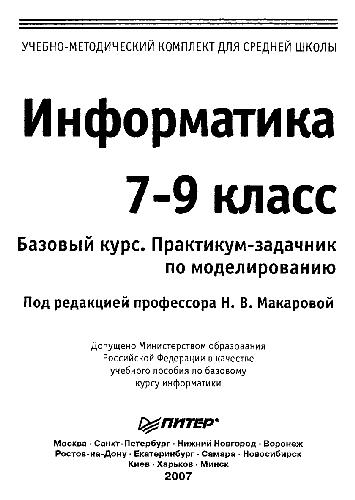 УЧЕБНО-МЕТОДИЧЕСКИЙ КОМПЛЕКТ ДЛЯ СРЕДНЕЙ ШКОЛЫ
Информатика
7-9 класс
Базовый курс. Практикум-задачник
по моделированию
Под редакцией профессора Н. В. Макаровой
Допущено Министерством образования
Российской Федерации в качестве
учебного пособия по базовому
курсу информатики
ПИТЕР®
Москва · Санкт-Петербург · Нижний Новгород · Воронеж
Ростов-на-Дону · Екатеринбург · Самара · Новосибирск
Киев · Харьков · Минск
2007